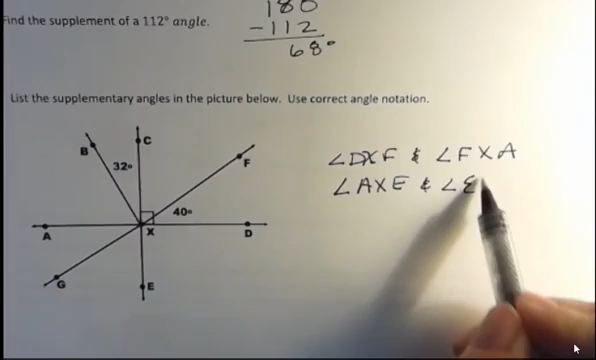 Find the supplement of a 112° angle.
180
-112
68°
List the supplementary angles in the picture below. Use correct angle notation.
B
C
32°
F
40°
A
X
D
G
E
∠DXF & ∠FXA
∠AXE & ∠E